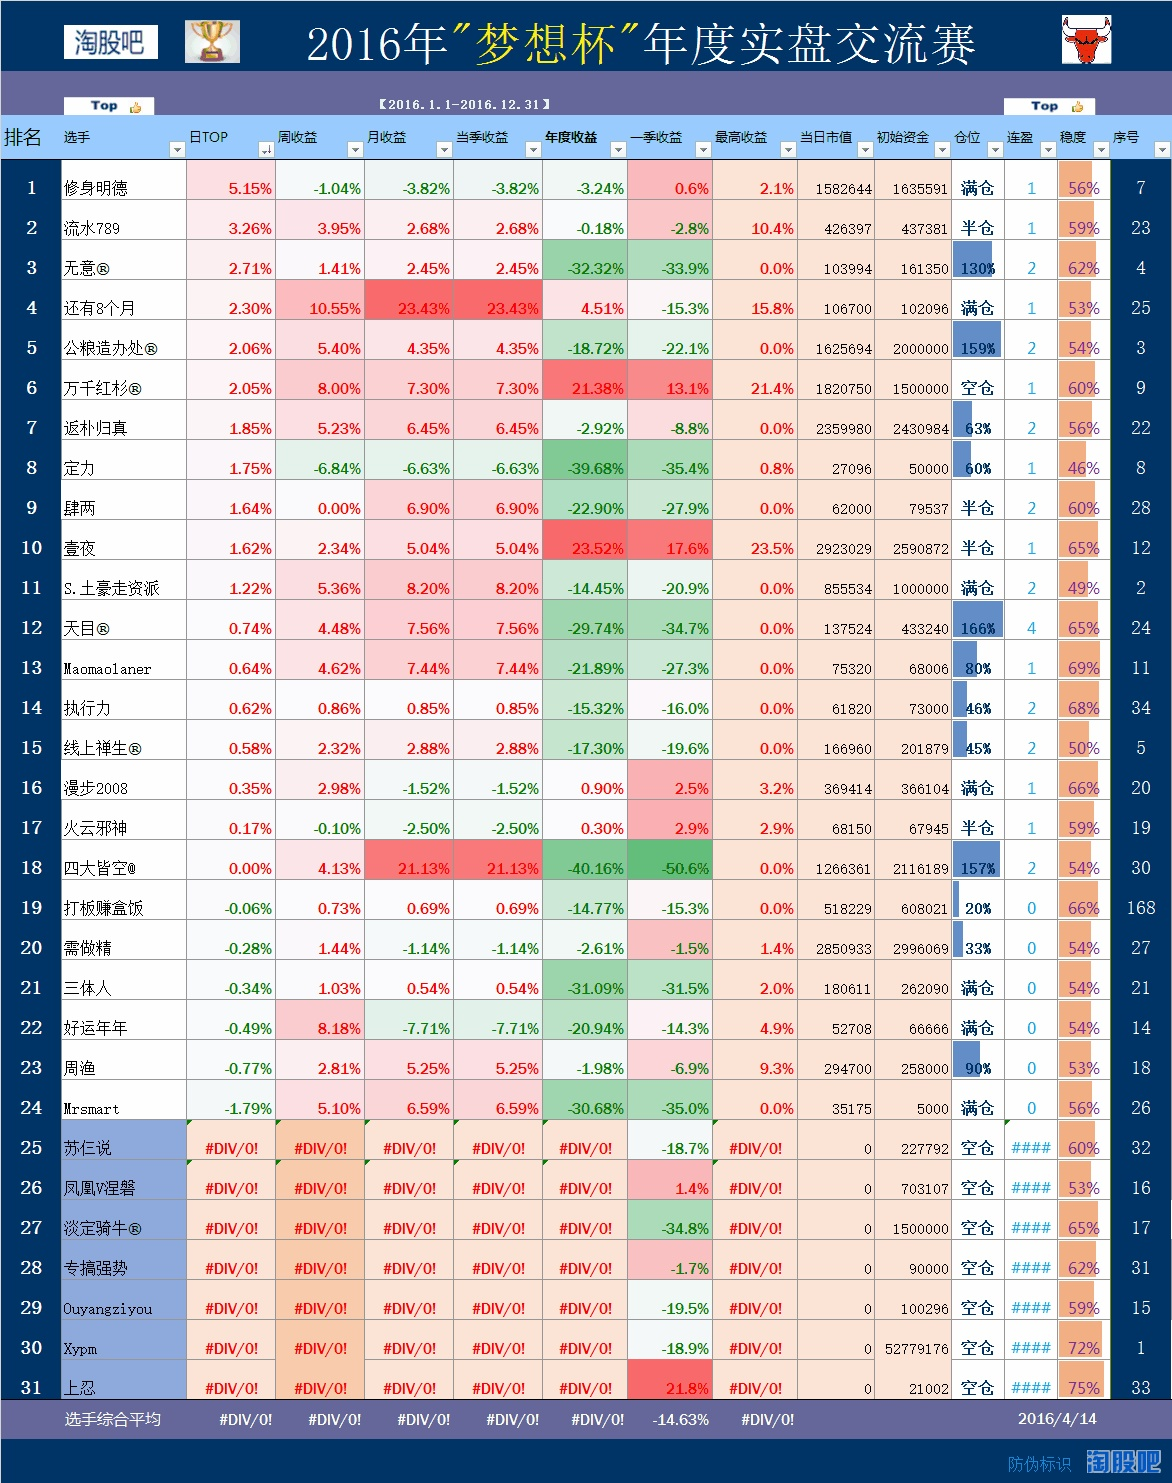 淘股吧 2016年"梦想杯"年度实盘交流赛
Top 【2016.1.1-2016.12.31】 Top
排名 选手 日TOP 周收益 月收益 当季收益 年度收益 一季收益 最高收益 当日市值 初始资金 仓位 连盈 稳度 序号
1 修身明德 5.15% -1.04% -3.82% -3.82% -3.24% 0.6% 2.1% 1582644 1635591 满仓 1 56% 7
2 流水789 3.26% 3.95% 2.68% 2.68% -0.18% -2.8% 10.4% 426397 437381 半仓 1 59% 23
3 无意® 2.71% 1.41% 2.45% 2.45% -32.32% -33.9% 0.0% 103994 161350 130% 2 62% 4
4 还有8个月 2.30% 10.55% 23.43% 23.43% 4.51% -15.3% 15.8% 106700 102096 满仓 1 53% 25
5 公粮造办处® 2.06% 5.40% 4.35% 4.35% -18.72% -22.1% 0.0% 1625694 2000000 159% 2 54% 3
6 万千红杉® 2.05% 8.00% 7.30% 7.30% 21.38% 13.1% 21.4% 1820750 1500000 空仓 1 60% 9
7 返朴归真 1.85% 5.23% 6.45% 6.45% -2.92% -8.8% 0.0% 2359980 2430984 63% 2 56% 22
8 定力 1.75% -6.84% -6.63% -6.63% -39.68% -35.4% 0.8% 27096 50000 60% 1 46% 8
9 肆两 1.64% 0.00% 6.90% 6.90% -22.90% -27.9% 0.0% 62000 79537 半仓 2 60% 28
10 壹夜 1.62% 2.34% 5.04% 5.04% 23.52% 17.6% 23.5% 2923029 2590872 半仓 1 65% 12
11 S.土豪走资派 1.22% 5.36% 8.20% 8.20% -14.45% -20.9% 0.0% 855534 1000000 满仓 2 49% 2
12 天目® 0.74% 4.48% 7.56% 7.56% -29.74% -34.7% 0.0% 137524 433240 166% 4 65% 24
13 Maomaolaner 0.64% 4.62% 7.44% 7.44% -21.89% -27.3% 0.0% 75320 68006 80% 1 69% 11
14 执行力 0.62% 0.86% 0.85% 0.85% -15.32% -16.0% 0.0% 61820 73000 46% 2 68% 34
15 线上禅生® 0.58% 2.32% 2.88% 2.88% -17.30% -19.6% 0.0% 166960 201879 45% 2 50% 5
16 漫步2008 0.35% 2.98% -1.52% -1.52% 0.90% 2.5% 3.2% 369414 366104 满仓 1 66% 20
17 火云邪神 0.17% -0.10% -2.50% -2.50% 0.30% 2.9% 2.9% 68150 67945 半仓 1 59% 19
18 四大皆空@ 0.00% 4.13% 21.13% 21.13% -40.16% -50.6% 0.0% 1266361 2116189 157% 2 54% 30
19 打板赚盒饭 -0.06% 0.73% 0.69% 0.69% -14.77% -15.3% 0.0% 518229 608021 20% 0 66% 168
20 需做精 -0.28% 1.44% -1.14% -1.14% -2.61% -1.5% 1.4% 2850933 2996069 33% 0 54% 27
21 三体人 -0.34% 1.03% 0.54% 0.54% -31.09% -31.5% 2.0% 180611 262090 满仓 0 54% 21
22 好运年年 -0.49% 8.18% -7.71% -7.71% -20.94% -14.3% 4.9% 52708 66666 满仓 0 54% 14
23 周渔 -0.77% 2.81% 5.25% 5.25% -1.98% -6.9% 9.3% 294700 258000 90% 0 53% 18
24 Mrsmart -1.79% 5.10% 6.59% 6.59% -30.68% -35.0% 0.0% 35175 5000 满仓 0 56% 26
25 苏仨说 #DIV/0! #DIV/0! #DIV/0! #DIV/0! #DIV/0! -18.7% #DIV/0! 0 227792 空仓 #### 60% 32
26 凤凰V涅磐 #DIV/0! #DIV/0! #DIV/0! #DIV/0! #DIV/0! 1.4% #DIV/0! 0 703107 空仓 #### 53% 16
27 淡定骑牛® #DIV/0! #DIV/0! #DIV/0! #DIV/0! #DIV/0! -34.8% #DIV/0! 0 1500000 空仓 #### 65% 17
28 专搞强势 #DIV/0! #DIV/0! #DIV/0! #DIV/0! #DIV/0! -1.7% #DIV/0! 0 90000 空仓 #### 62% 31
29 Ouyangziyou #DIV/0! #DIV/0! #DIV/0! #DIV/0! #DIV/0! -19.5% #DIV/0! 0 100296 空仓 #### 59% 15
30 Xypm #DIV/0! #DIV/0! #DIV/0! #DIV/0! #DIV/0! -18.9% #DIV/0! 0 52779176 空仓 #### 72% 1
31 上忍 #DIV/0! #DIV/0! #DIV/0! #DIV/0! #DIV/0! 21.8% #DIV/0! 0 21002 空仓 #### 75% 33
选手综合平均 #DIV/0! #DIV/0! #DIV/0! #DIV/0! #DIV/0! -14.63% #DIV/0! 2016/4/14
防伪标识 淘股吧